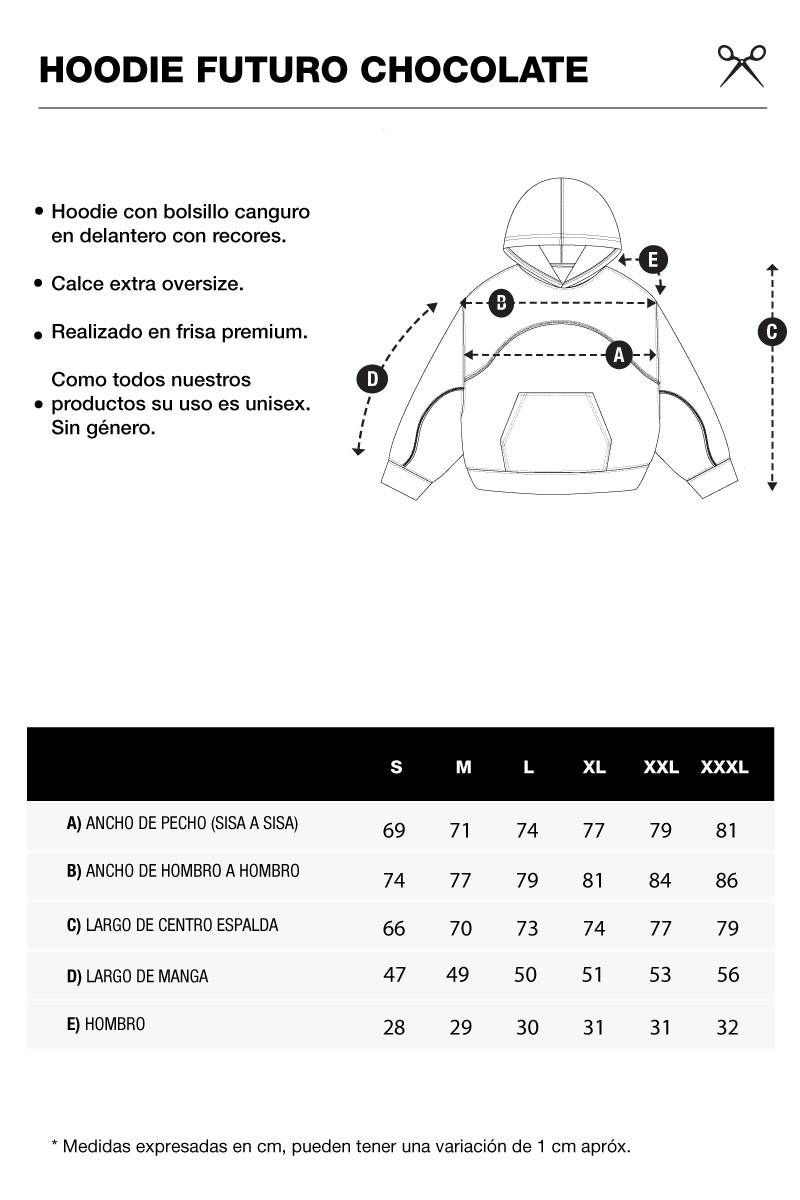 HOODIE FUTURO CHOCOLATE
• Hoodie con bolsillo canguro
en delantero con recores.
• Calce extra oversize.
• Realizado en frisa premium.
Como todos nuestros
• productos su uso es unisex.
Sin género.
E
B
C
A
D
S M L XL XXL XXXL
A) ANCHO DE PECHO (SISA A SISA) 69 71 74 77 79 81
B) ANCHO DE HOMBRO A HOMBRO 74 77 79 81 84 86
C) LARGO DE CENTRO ESPALDA 66 70 73 74 77 79
D) LARGO DE MANGA 47 49 50 51 53 56
E) HOMBRO 28 29 30 31 31 32
* Medidas expresadas en cm, pueden tener una variación de 1 cm apróx.